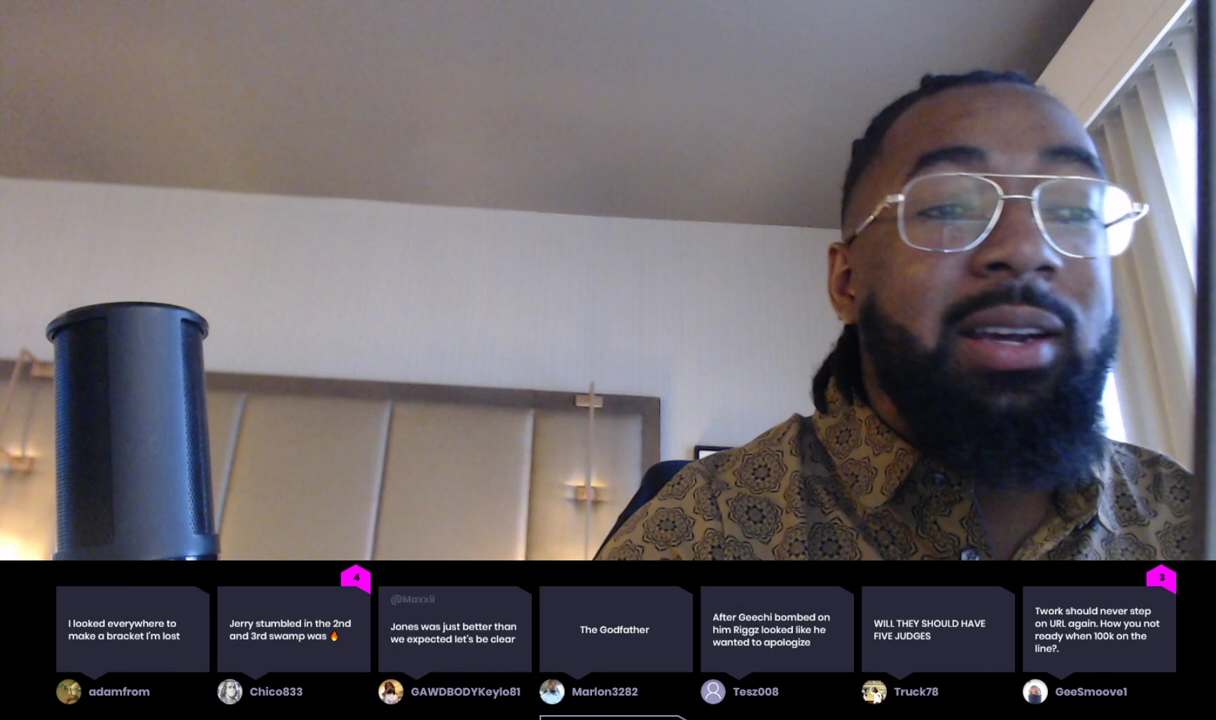 4
3
I looked everywhere to
make a bracket I'm lost
adamfrom
Jerry stumbled in the 2nd
and 3rd swamp was 🔥
Chico833
@Maxxii
Jones was just better than
we expected let's be clear
GAWDBODYKeylo81
The Godfather
Marlon3282
After Geechi bombed on
him Riggz looked like he
wanted to apologize
Tesz008
WILL THEY SHOULD HAVE
FIVE JUDGES
Truck78
Twork should never step
on URL again. How you not
ready when 100k on the
line?.
GeeSmoove1